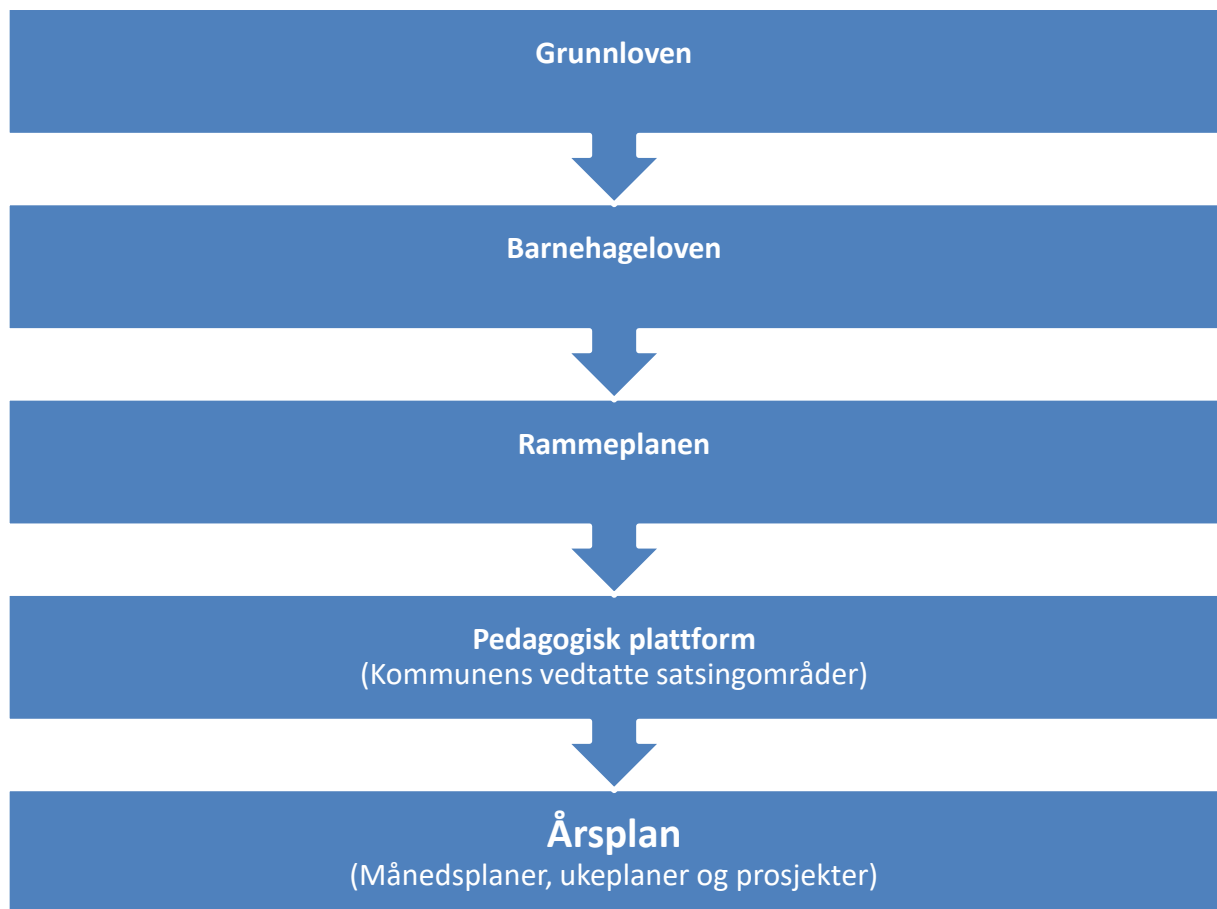 Grunnloven
Barnehageloven
Rammeplanen
Pedagogisk plattform
(Kommunens vedtatte satsingområder)
Årsplan
(Månedsplaner, ukeplaner og prosjekter)